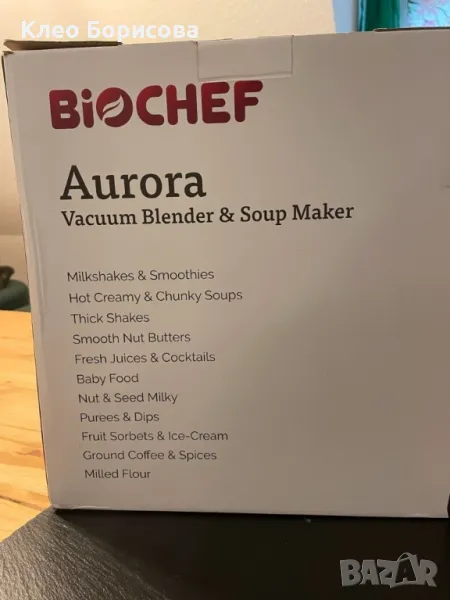 Клео Борисова
BIOCHEF
Aurora
Vacuum Blender & Soup Maker
Milkshakes & Smoothies
Hot Creamy & Chunky Soups
Thick Shakes
Smooth Nut Butters
Fresh Juices & Cocktails
Baby Food
Nut & Seed Milky
Purees & Dips
Fruit Sorbets & Ice-Cream
Ground Coffee & Spices
Milled Flour
BAZAR